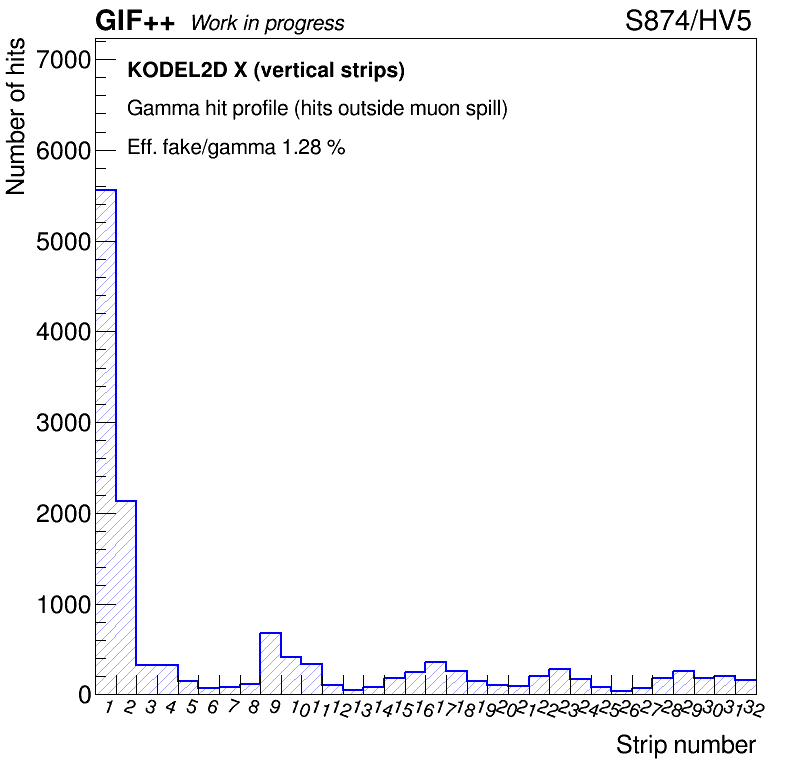 GIF++ Work in progress S874/HV5
Number of hits
KODEL2D X (vertical strips)
Gamma hit profile (hits outside muon spill)
Eff. fake/gamma 1.28 %
7000
6000
5000
4000
3000
2000
1000
0
1 2 3 4 5 6 7 8 9 10 11 12 13 14 15 16 17 18 19 20 21 22 23 24 25 26 27 28 29 30 31 32
Strip number